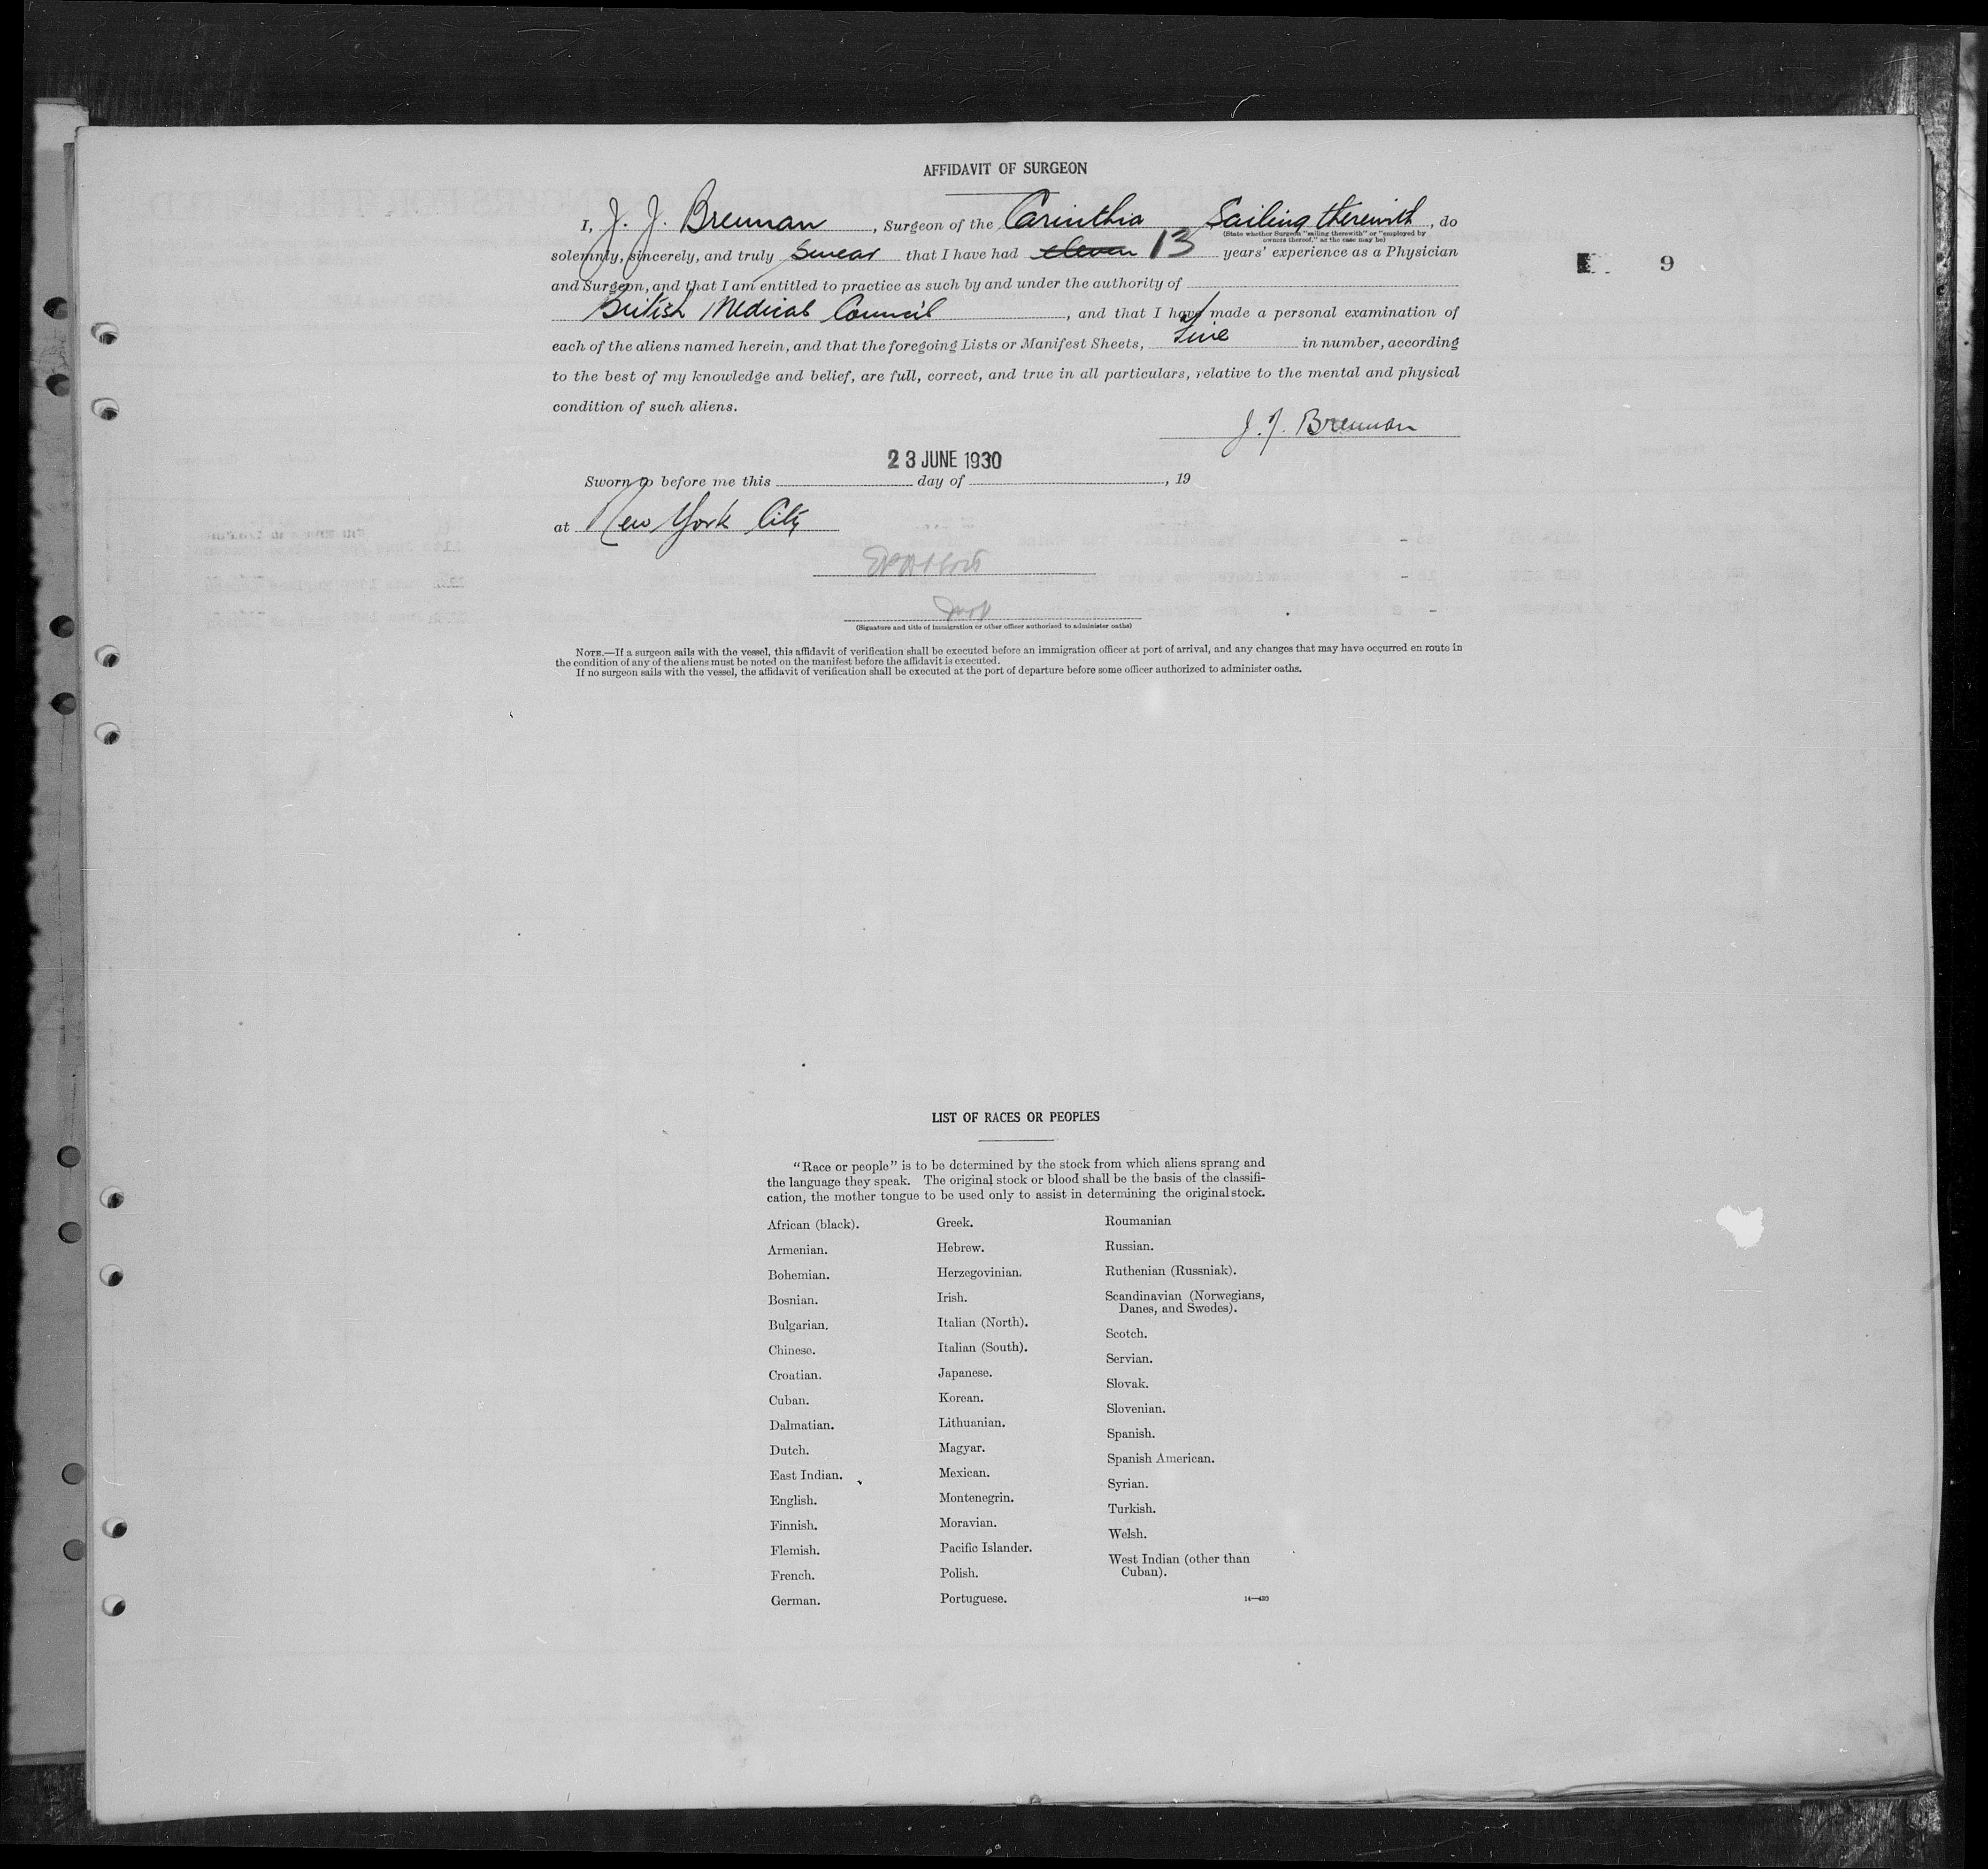 AFFIDAVIT OF SURGEON
I, J. J. Brennan, Surgeon of the Carinthia Sailing therewith, do
(State whether Surgeon "sailing therewith" or "employed by
owners thereof," as the case may be)
solemnly, sincerely, and truly swear that I have had eleven 13 years' experience as a Physician
9
and Surgeon, and that I am entitled to practice as such by and under the authority of
British Medical Council, and that I have made a personal examination of
each of the aliens named herein, and that the foregoing Lists or Manifest Sheets, five in number, according
to the best of my knowledge and belief, are full, correct, and true in all particulars, relative to the mental and physical
condition of such aliens.
J. J. Brennan
23 JUNE 1930
Sworn to before me this day of , 19
at New York City
(Signature and title of immigration or other officer authorized to administer oaths)
NOTE.—If a surgeon sails with the vessel, this affidavit of verification shall be executed before an immigration officer at port of arrival, and any changes that may have occurred en route in
the condition of any of the aliens must be noted on the manifest before the affidavit is executed.
If no surgeon sails with the vessel, the affidavit of verification shall be executed at the port of departure before some officer authorized to administer oaths.
LIST OF RACES OR PEOPLES
"Race or people" is to be determined by the stock from which aliens sprang and
the language they speak. The original stock or blood shall be the basis of the classifi-
cation, the mother tongue to be used only to assist in determining the original stock.
African (black).
Armenian.
Bohemian.
Bosnian.
Bulgarian.
Chinese.
Croatian.
Cuban.
Dalmatian.
Dutch.
East Indian.
English.
Finnish.
Flemish.
French.
German.
Greek.
Hebrew.
Herzegovinian.
Irish.
Italian (North).
Italian (South).
Japanese.
Korean.
Lithuanian.
Magyar.
Mexican.
Montenegrin.
Moravian.
Pacific Islander.
Polish.
Portuguese.
Roumanian
Russian.
Ruthenian (Russniak).
Scandinavian (Norwegians,
Danes, and Swedes).
Scotch.
Servian.
Slovak.
Slovenian.
Spanish.
Spanish American.
Syrian.
Turkish.
Welsh.
West Indian (other than
Cuban).
14—430